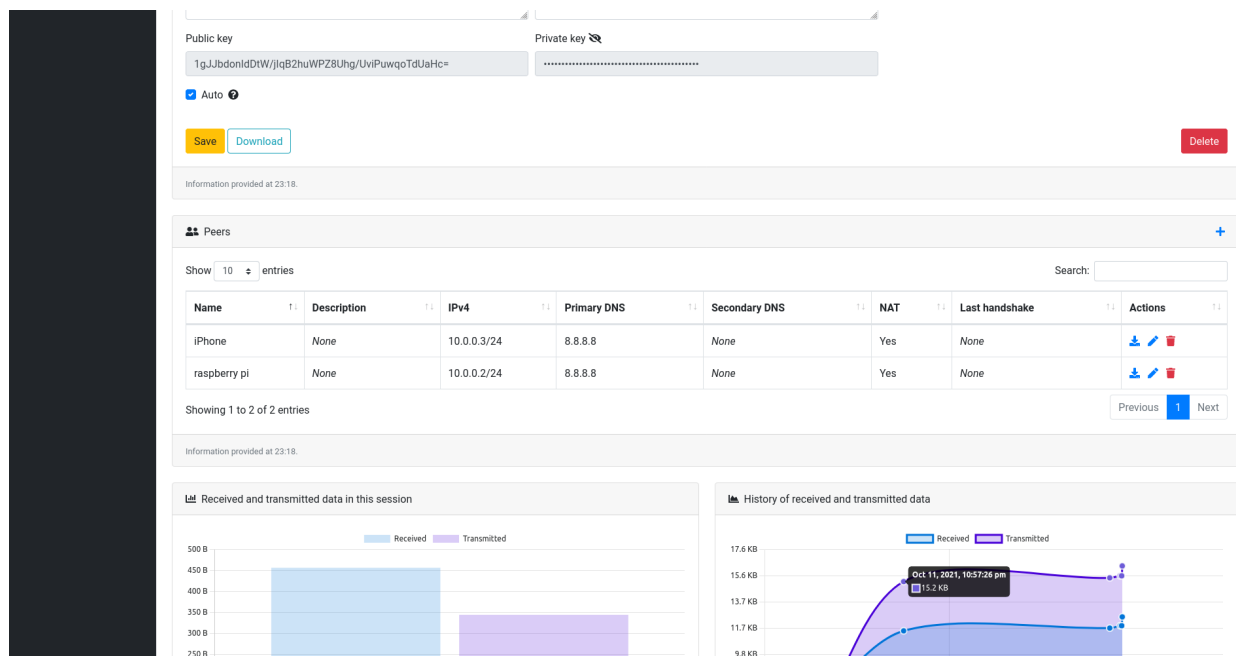 Public key Private key
1gJJbdonIdDtW/jIqB2huWPZ8Uhg/UviPuwqoTdUaHc= ••••••••••••••••••••••••••••••••••••••••••••
Auto
Save Download Delete
Information provided at 23:18.
Peers
Show 10 entries Search:
Name Description IPv4 Primary DNS Secondary DNS NAT Last handshake Actions
iPhone None 10.0.0.3/24 8.8.8.8 None Yes None
raspberry pi None 10.0.0.2/24 8.8.8.8 None Yes None
Showing 1 to 2 of 2 entries Previous 1 Next
Information provided at 23:18.
Received and transmitted data in this session History of received and transmitted data
Received Transmitted Received Transmitted
500 B 17.6 KB
450 B 15.6 KB Oct 11, 2021, 10:57:26 pm
15.2 KB
400 B 13.7 KB
350 B 11.7 KB
300 B
250 B 9.8 KB